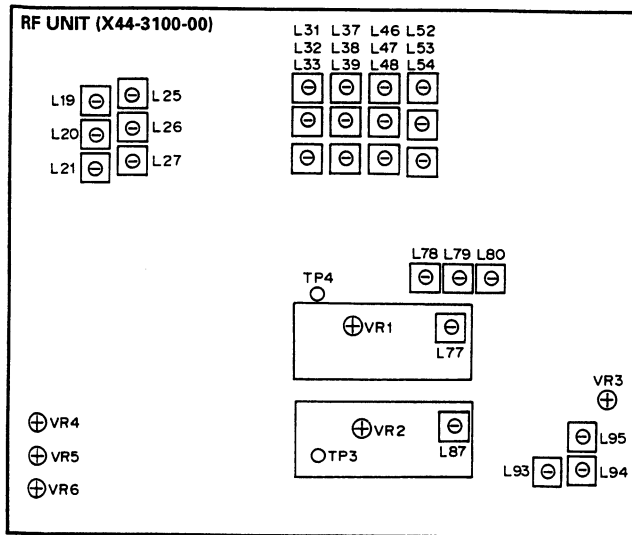 RF UNIT (X44-3100-00)
L31 L37 L46 L52
L32 L38 L47 L53
L33 L39 L48 L54
L19
L25
L20
L26
L21
L27
L78 L79 L80
TP4
VR1
L77
VR3
VR4
VR2
L95
VR5
TP3
L87
L93
L94
VR6